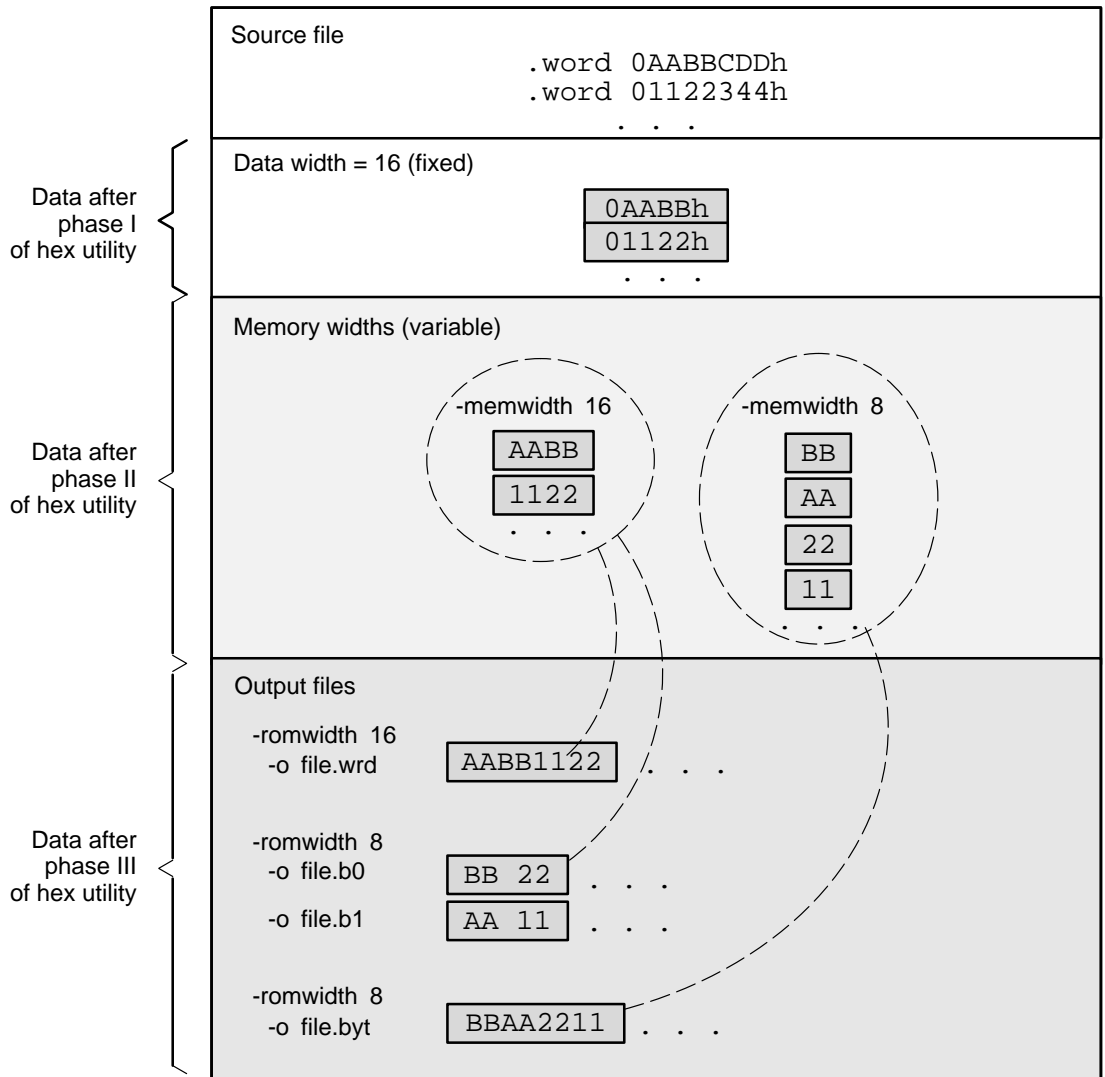 Source file
.word 0AABBCDDh
.word 01122344h
. . .
Data after
phase I
of hex utility
Data width = 16 (fixed)
0AABBh
01122h
. . .
Data after
phase II
of hex utility
Memory widths (variable)
-memwidth 16
AABB
1122
. . .
-memwidth 8
BB
AA
22
11
. . .
Data after
phase III
of hex utility
Output files
-romwidth 16
-o file.wrd
AABB1122 . . .
-romwidth 8
-o file.b0
BB 22 . . .
-o file.b1
AA 11 . . .
-romwidth 8
-o file.byt
BBAA2211 . . .